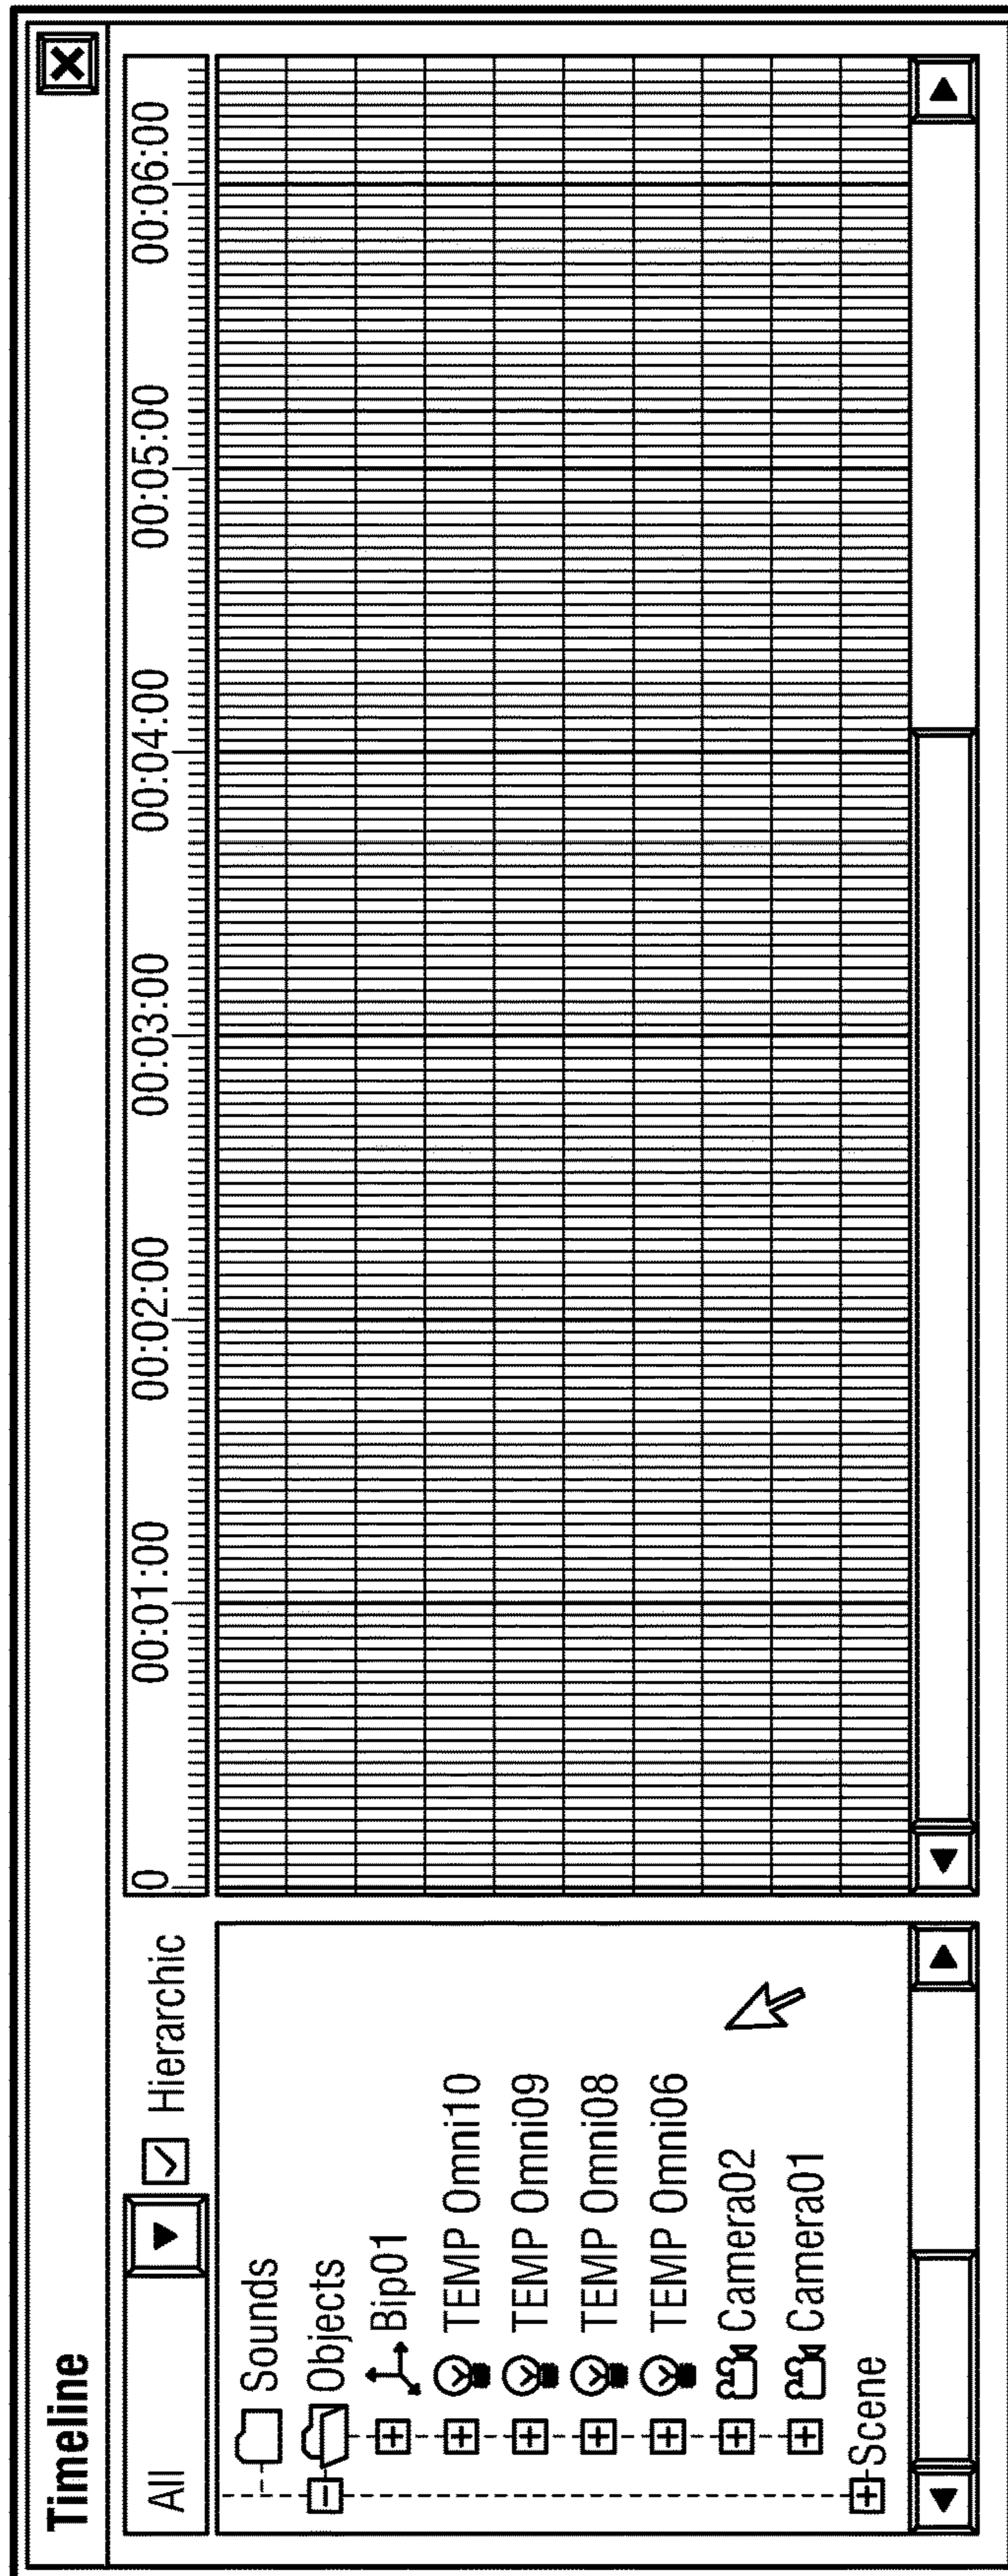 Timeline
All
Hierarchic
0 00:01:00 00:02:00 00:03:00 00:04:00 00:05:00 00:06:00
Sounds
Objects
Bip01
TEMP Omni10
TEMP Omni09
TEMP Omni08
TEMP Omni06
Camera02
Camera01
Scene